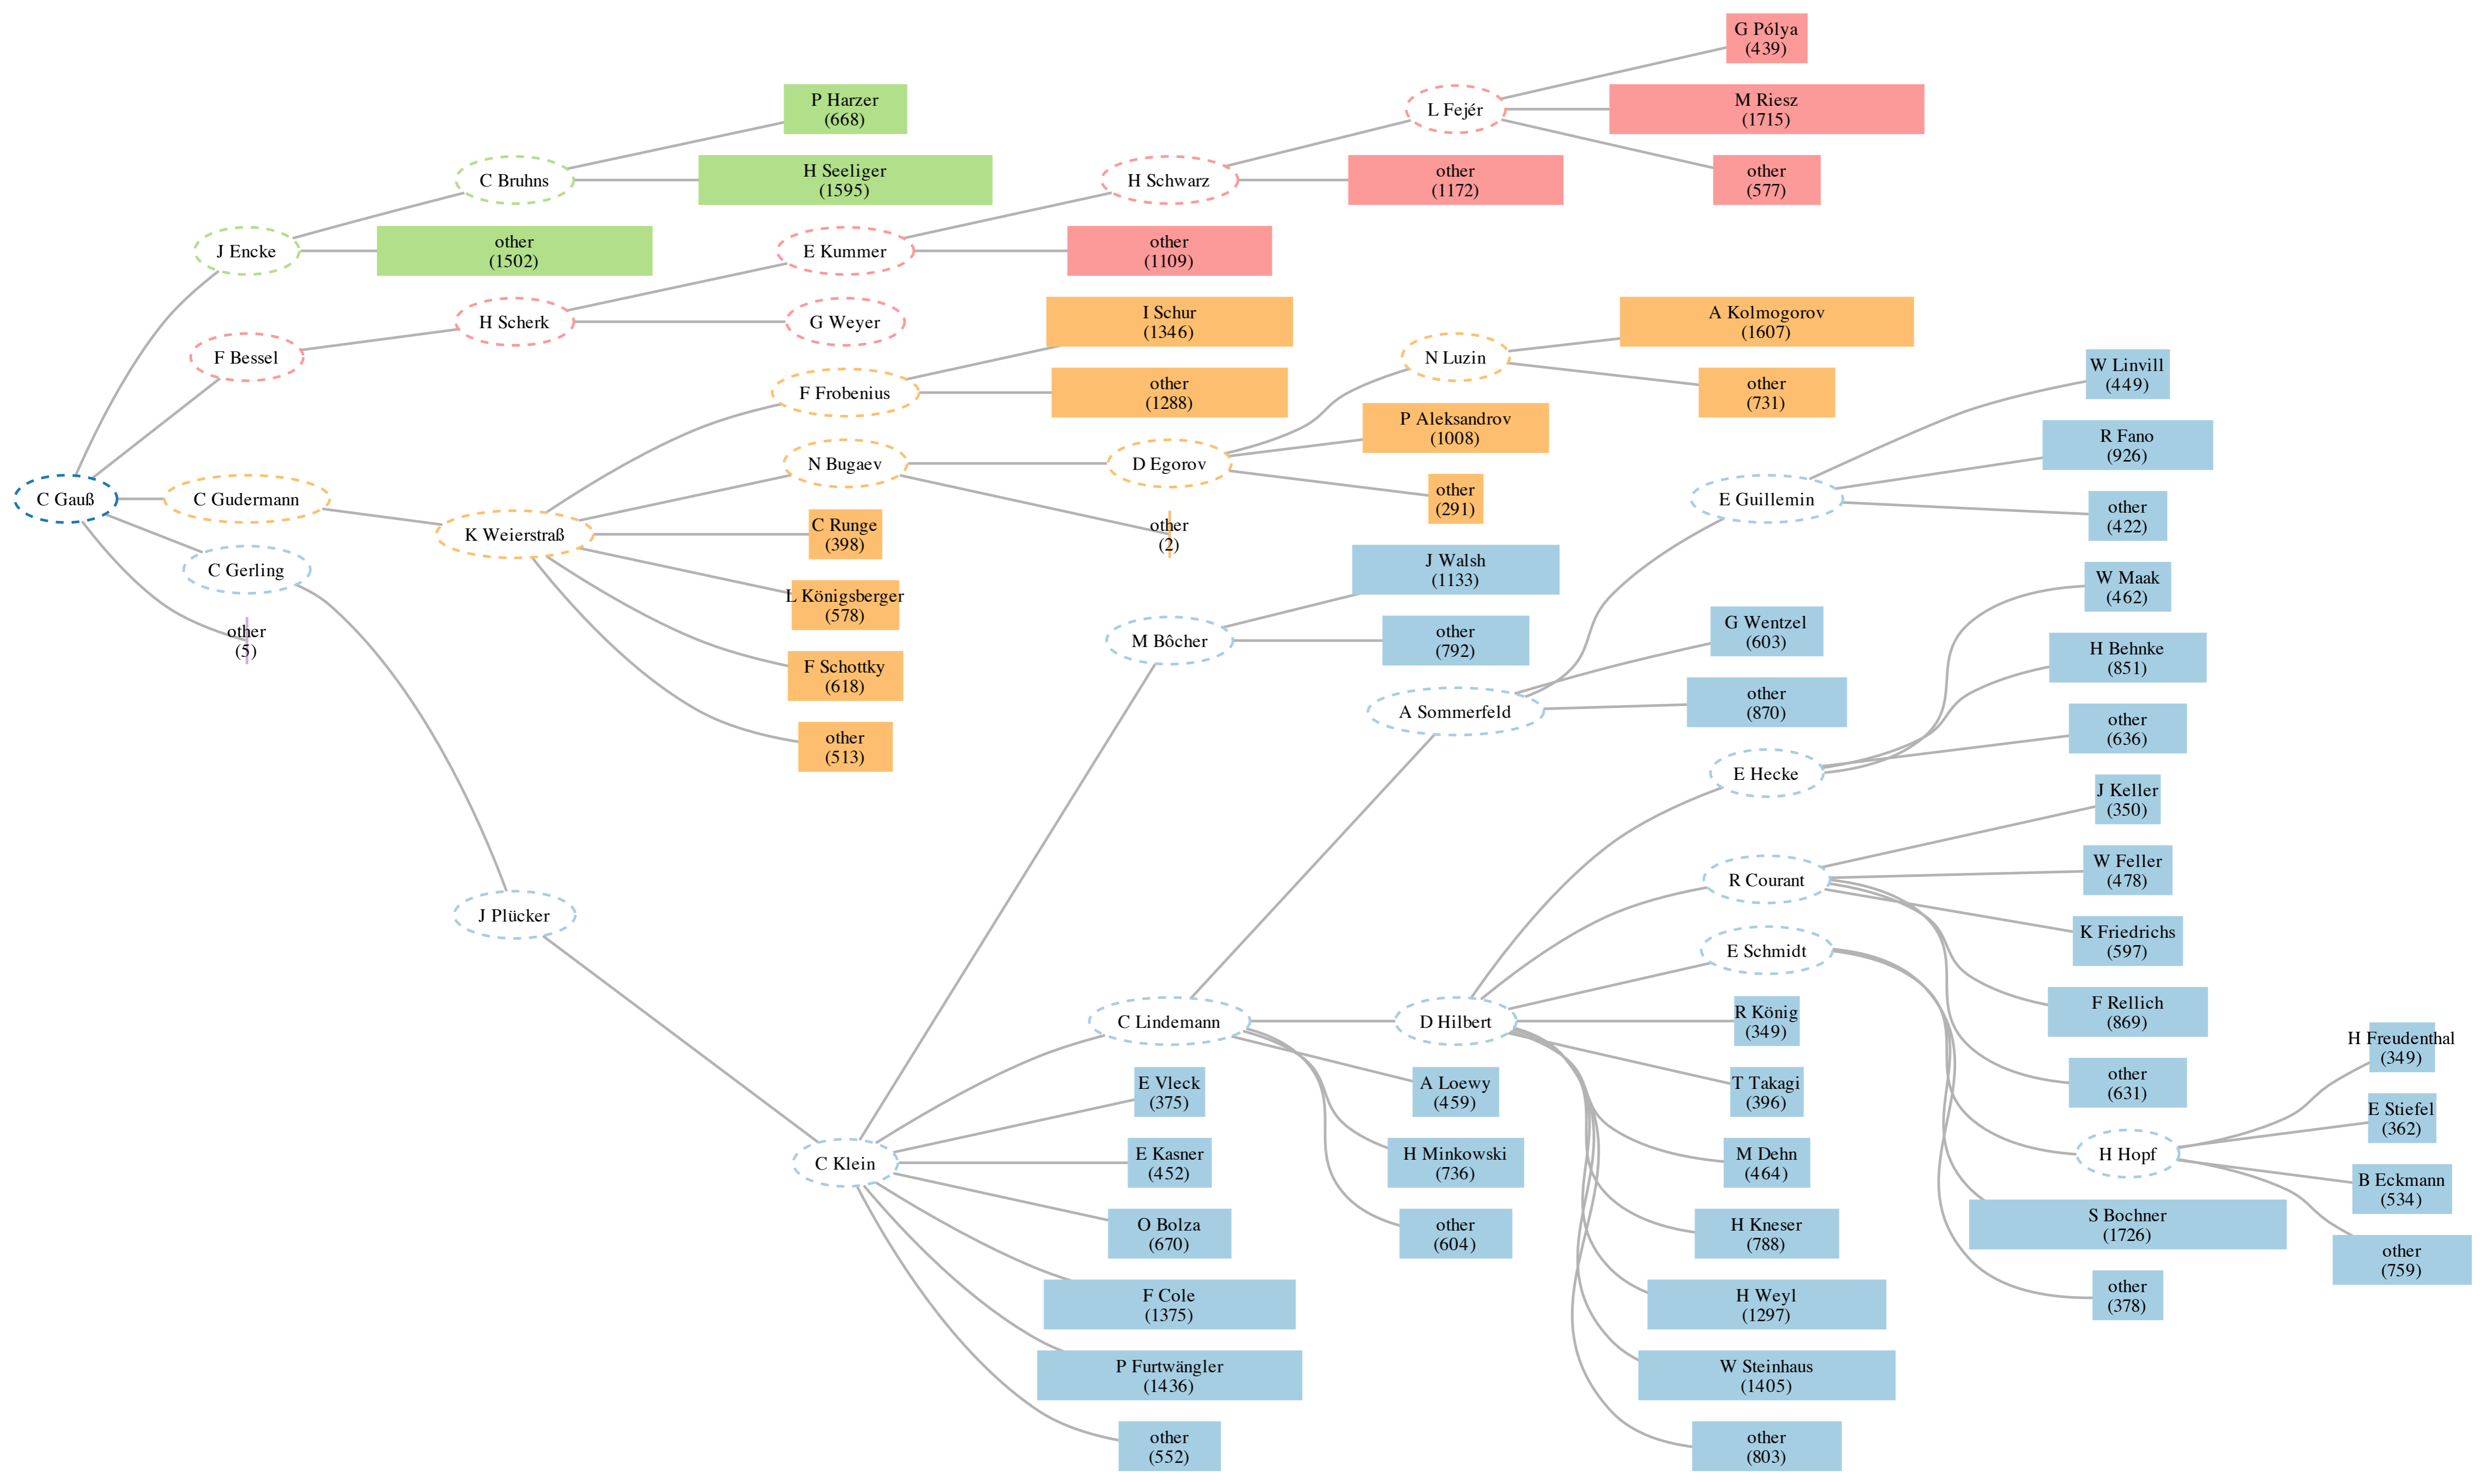 C Gauß
J Encke
F Bessel
C Gudermann
C Gerling
other
(5)
C Bruhns
other
(1502)
H Scherk
K Weierstraß
J Plücker
P Harzer
(668)
H Seeliger
(1595)
E Kummer
G Weyer
F Frobenius
N Bugaev
C Runge
(398)
L Königsberger
(578)
F Schottky
(618)
other
(513)
C Klein
H Schwarz
other
(1109)
I Schur
(1346)
other
(1288)
D Egorov
other
(2)
M Bôcher
C Lindemann
E Vleck
(375)
E Kasner
(452)
O Bolza
(670)
F Cole
(1375)
P Furtwängler
(1436)
other
(552)
L Fejér
other
(1172)
N Luzin
P Aleksandrov
(1008)
other
(291)
J Walsh
(1133)
other
(792)
A Sommerfeld
D Hilbert
A Loewy
(459)
H Minkowski
(736)
other
(604)
G Pólya
(439)
M Riesz
(1715)
other
(577)
A Kolmogorov
(1607)
other
(731)
E Guillemin
G Wentzel
(603)
other
(870)
E Hecke
R Courant
E Schmidt
R König
(349)
T Takagi
(396)
M Dehn
(464)
H Kneser
(788)
H Weyl
(1297)
W Steinhaus
(1405)
other
(803)
W Linvill
(449)
R Fano
(926)
other
(422)
W Maak
(462)
H Behnke
(851)
other
(636)
J Keller
(350)
W Feller
(478)
K Friedrichs
(597)
F Rellich
(869)
other
(631)
H Hopf
S Bochner
(1726)
other
(378)
H Freudenthal
(349)
E Stiefel
(362)
B Eckmann
(534)
other
(759)